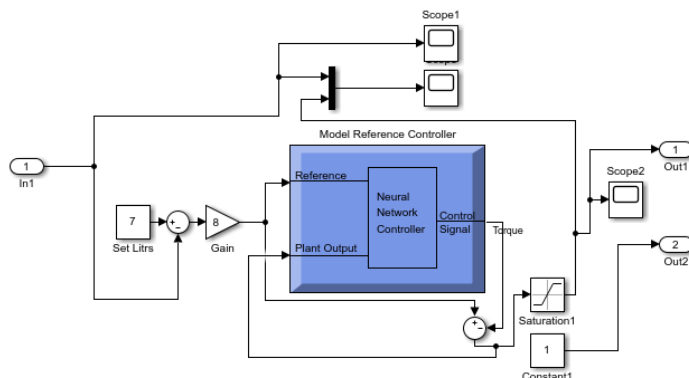 Scope1
Model Reference Controller
1
In1
Reference
Neural
Network
Controller
Control
Signal
Torque
Plant Output
7
Set Litrs
8
Gain
Scope2
1
Out1
2
Out2
Saturation1
1
Constant1